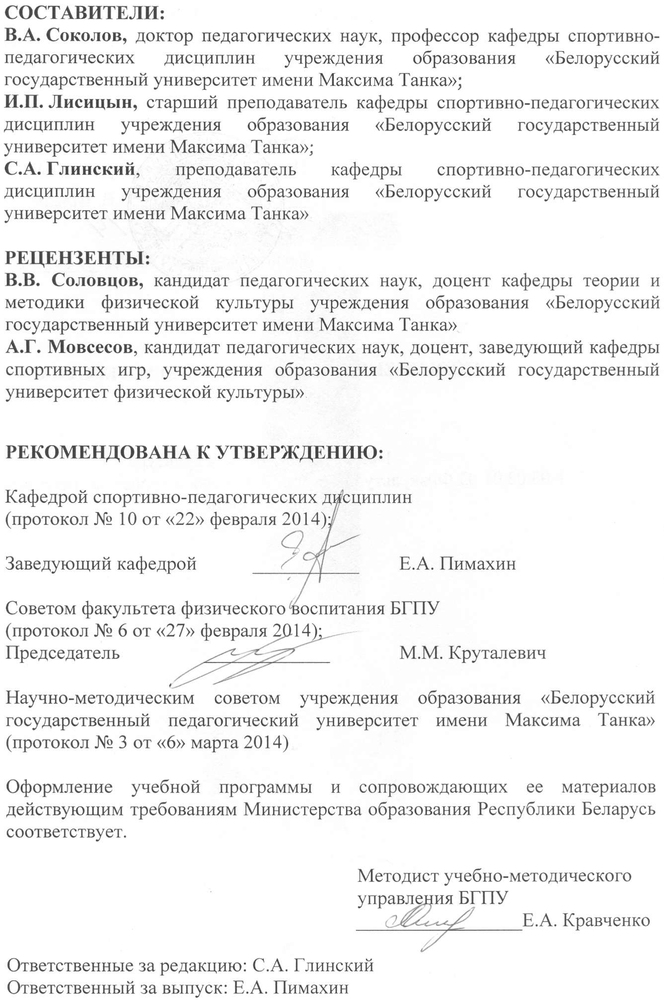 СОСТАВИТЕЛИ:
В.А. Соколов, доктор педагогических наук, профессор кафедры спортивно-
педагогических дисциплин учреждения образования «Белорусский
государственный университет имени Максима Танка»;
И.П. Лисицын, старший преподаватель кафедры спортивно-педагогических
дисциплин учреждения образования «Белорусский государственный
университет имени Максима Танка»;
С.А. Глинский, преподаватель кафедры спортивно-педагогических
дисциплин учреждения образования «Белорусский государственный
университет имени Максима Танка»
РЕЦЕНЗЕНТЫ:
В.В. Соловцов, кандидат педагогических наук, доцент кафедры теории и
методики физической культуры учреждения образования «Белорусский
государственный университет имени Максима Танка»
А.Г. Мовсесов, кандидат педагогических наук, доцент, заведующий кафедры
спортивных игр, учреждения образования «Белорусский государственный
университет физической культуры»
РЕКОМЕНДОВАНА К УТВЕРЖДЕНИЮ:
Кафедрой спортивно-педагогических дисциплин
(протокол № 10 от «22» февраля 2014);
Заведующий кафедрой Е.А. Пимахин
Советом факультета физического воспитания БГПУ
(протокол № 6 от «27» февраля 2014);
Председатель М.М. Круталевич
Научно-методическим советом учреждения образования «Белорусский
государственный педагогический университет имени Максима Танка»
(протокол № 3 от «6» марта 2014)
Оформление учебной программы и сопровождающих ее материалов
действующим требованиям Министерства образования Республики Беларусь
соответствует.
Методист учебно-методического
управления БГПУ
Е.А. Кравченко
Ответственные за редакцию: С.А. Глинский
Ответственный за выпуск: Е.А. Пимахин